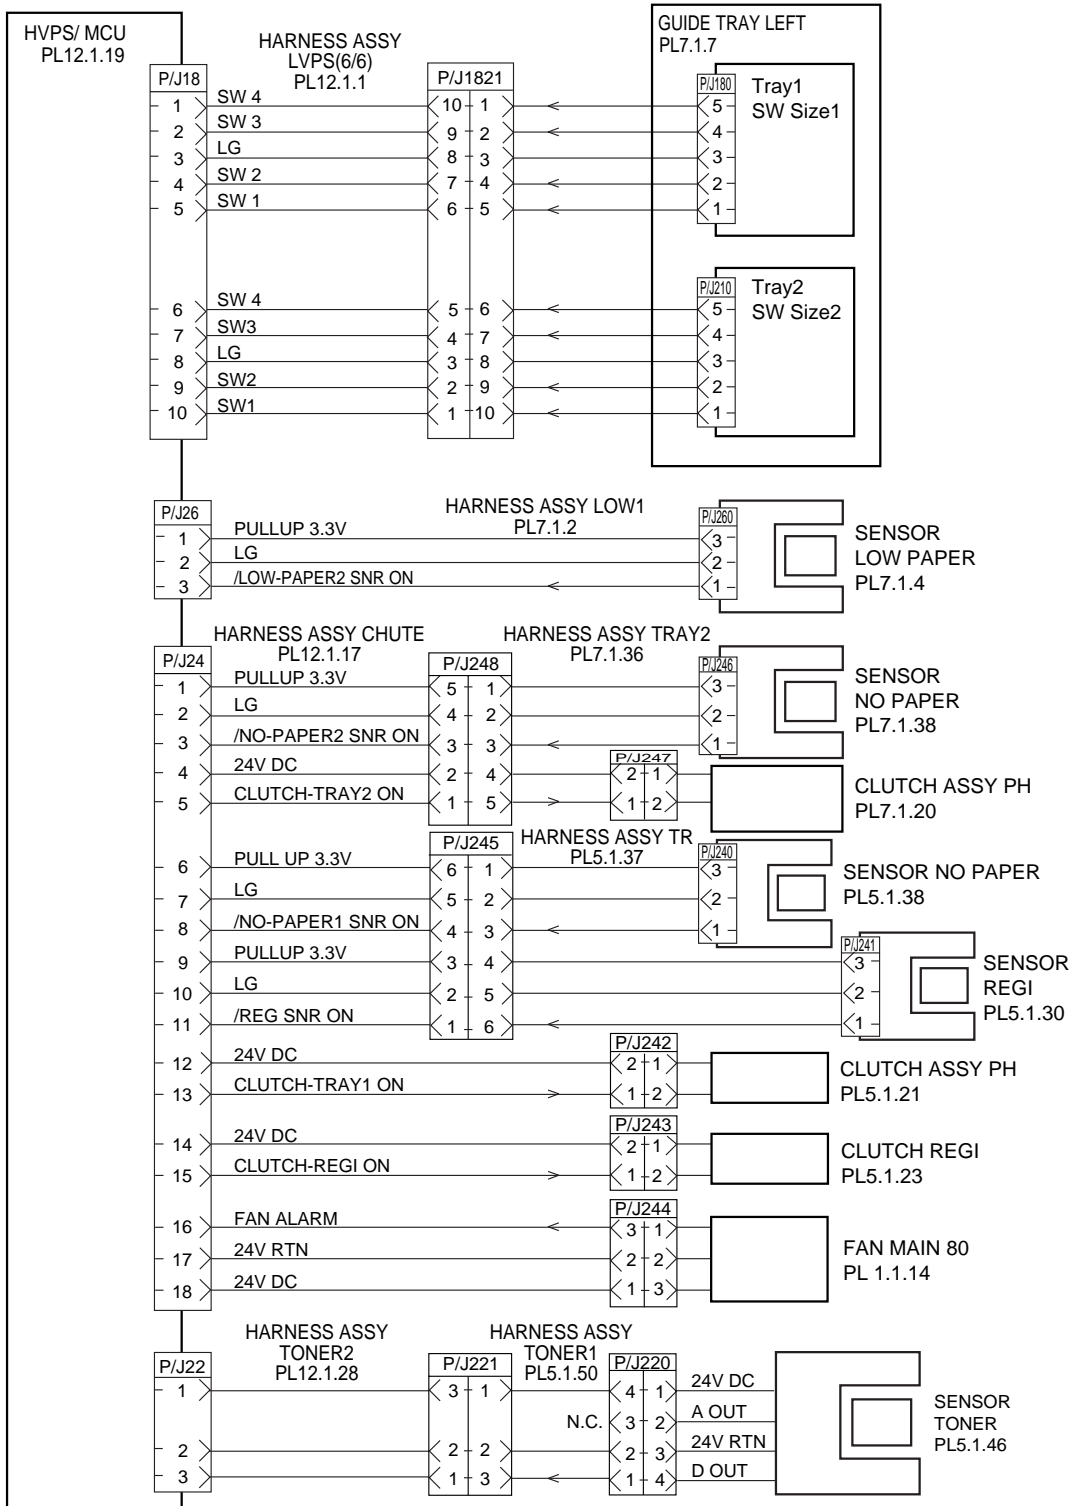 HVPS/ MCU
PL12.1.19
HARNESS ASSY
LVPS(6/6)
PL12.1.1
GUIDE TRAY LEFT
PL7.1.7
P/J18
P/J1821
P/J180
Tray1
SW Size1
1 SW 4 10 1 5
2 SW 3 9 2 4
3 LG 8 3 3
4 SW 2 7 4 2
5 SW 1 6 5 1
P/J210
Tray2
SW Size2
6 SW 4 5 6 5
7 SW3 4 7 4
8 LG 3 8 3
9 SW2 2 9 2
10 SW1 1 10 1
P/J26
HARNESS ASSY LOW1
PL7.1.2
P/J260
SENSOR
LOW PAPER
PL7.1.4
1 PULLUP 3.3V 3
2 LG 2
3 /LOW-PAPER2 SNR ON 1
HARNESS ASSY CHUTE
PL12.1.17
HARNESS ASSY TRAY2
PL7.1.36
P/J24
P/J248
P/J246
SENSOR
NO PAPER
PL7.1.38
1 PULLUP 3.3V 5 1 3
2 LG 4 2 2
3 /NO-PAPER2 SNR ON 3 3 1
P/J247
4 24V DC 2 4 2 1
5 CLUTCH-TRAY2 ON 1 5 1 2
CLUTCH ASSY PH
PL7.1.20
P/J245
HARNESS ASSY TR
PL5.1.37
P/J240
SENSOR NO PAPER
PL5.1.38
6 PULL UP 3.3V 6 1 3
7 LG 5 2 2
8 /NO-PAPER1 SNR ON 4 3 1
P/J241
SENSOR
REGI
PL5.1.30
9 PULLUP 3.3V 3 4 3
10 LG 2 5 2
11 /REG SNR ON 1 6 1
P/J242
12 24V DC 2 1
13 CLUTCH-TRAY1 ON 1 2
CLUTCH ASSY PH
PL5.1.21
P/J243
14 24V DC 2 1
15 CLUTCH-REGI ON 1 2
CLUTCH REGI
PL5.1.23
P/J244
16 FAN ALARM 3 1
17 24V RTN 2 2
18 24V DC 1 3
FAN MAIN 80
PL 1.1.14
HARNESS ASSY
TONER2
PL12.1.28
HARNESS ASSY
TONER1
PL5.1.50
P/J22
P/J221
P/J220
1 3 1 4 1 24V DC
N.C. 3 2 A OUT
2 2 2 2 3 24V RTN
3 1 3 1 4 D OUT
SENSOR
TONER
PL5.1.46